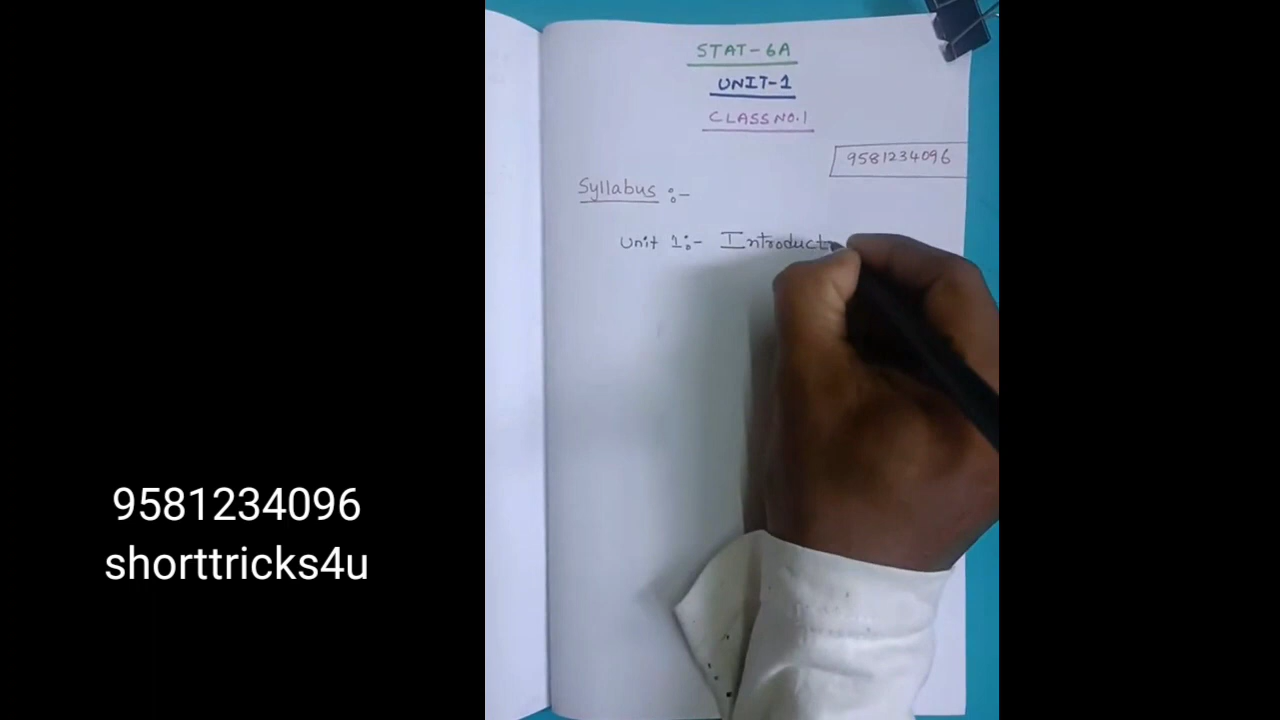 STAT-6A
UNIT-1
CLASS NO.1
9581234096
Syllabus :-
Unit 1:- Introduct
9581234096
shorttricks4u